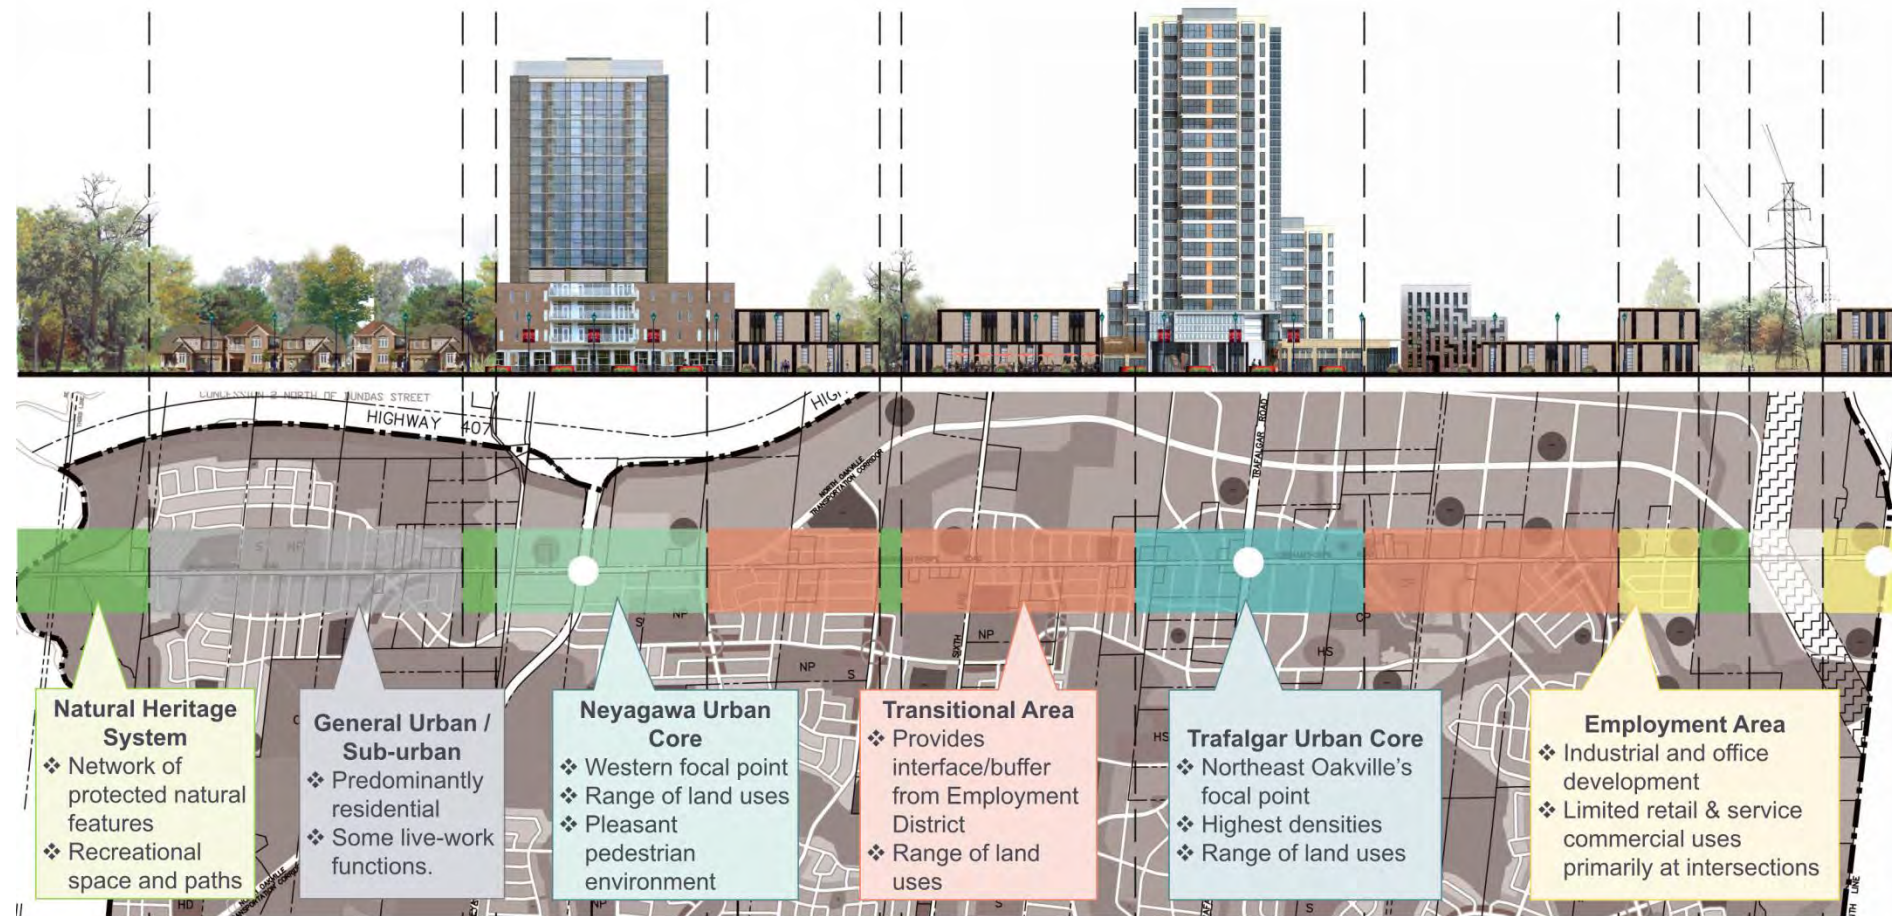 CONCESSION 2 NORTH OF DUNDAS STREET
HIGHWAY 407
NORTH OAKVILLE
TRANSPORTATION CORRIDOR
TRAFALGAR ROAD
S NP
S NP
SIXTH
NP
NP
S
CP
HS
HS
Natural Heritage
System
❖ Network of
protected natural
features
❖ Recreational
space and paths
General Urban /
Sub-urban
❖ Predominantly
residential
❖ Some live-work
functions.
Neyagawa Urban
Core
❖ Western focal point
❖ Range of land uses
❖ Pleasant
pedestrian
environment
Transitional Area
❖ Provides
interface/buffer
from Employment
District
❖ Range of land
uses
Trafalgar Urban Core
❖ Northeast Oakville's
focal point
❖ Highest densities
❖ Range of land uses
Employment Area
❖ Industrial and office
development
❖ Limited retail & service
commercial uses
primarily at intersections
HD
NP
S
S